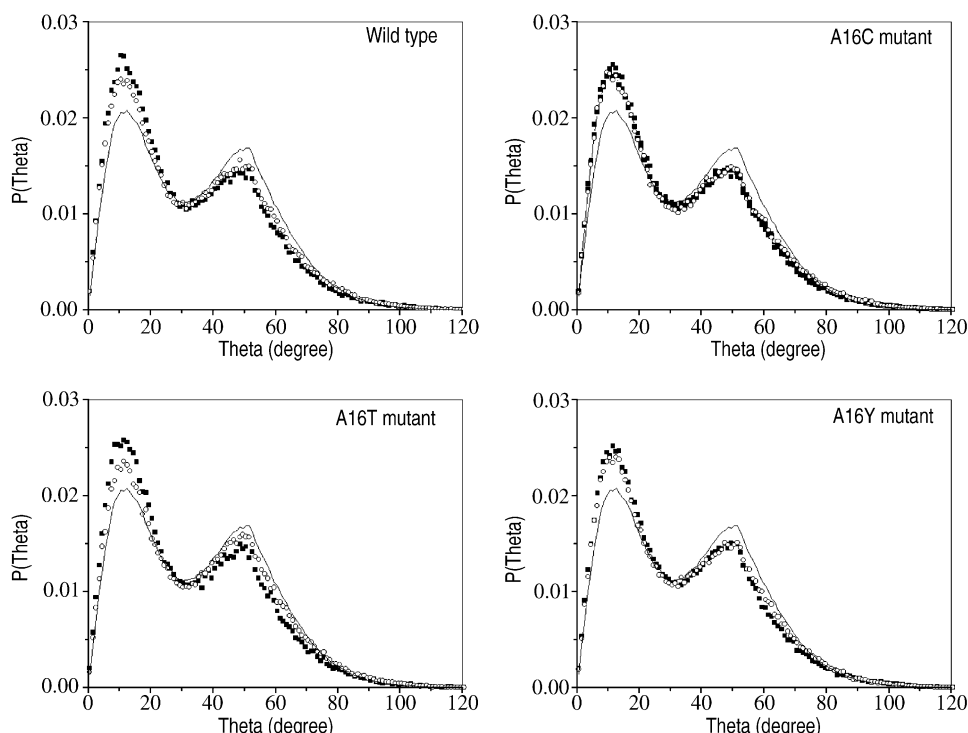 Wild type
0.03
0.02
0.01
0.00
P(Theta)
0 20 40 60 80 100 120
Theta (degree)
A16C mutant
0.03
0.02
0.01
0.00
P(Theta)
0 20 40 60 80 100 120
Theta (degree)
A16T mutant
0.03
0.02
0.01
0.00
P(Theta)
0 20 40 60 80 100 120
Theta (degree)
A16Y mutant
0.03
0.02
0.01
0.00
P(Theta)
0 20 40 60 80 100 120
Theta (degree)